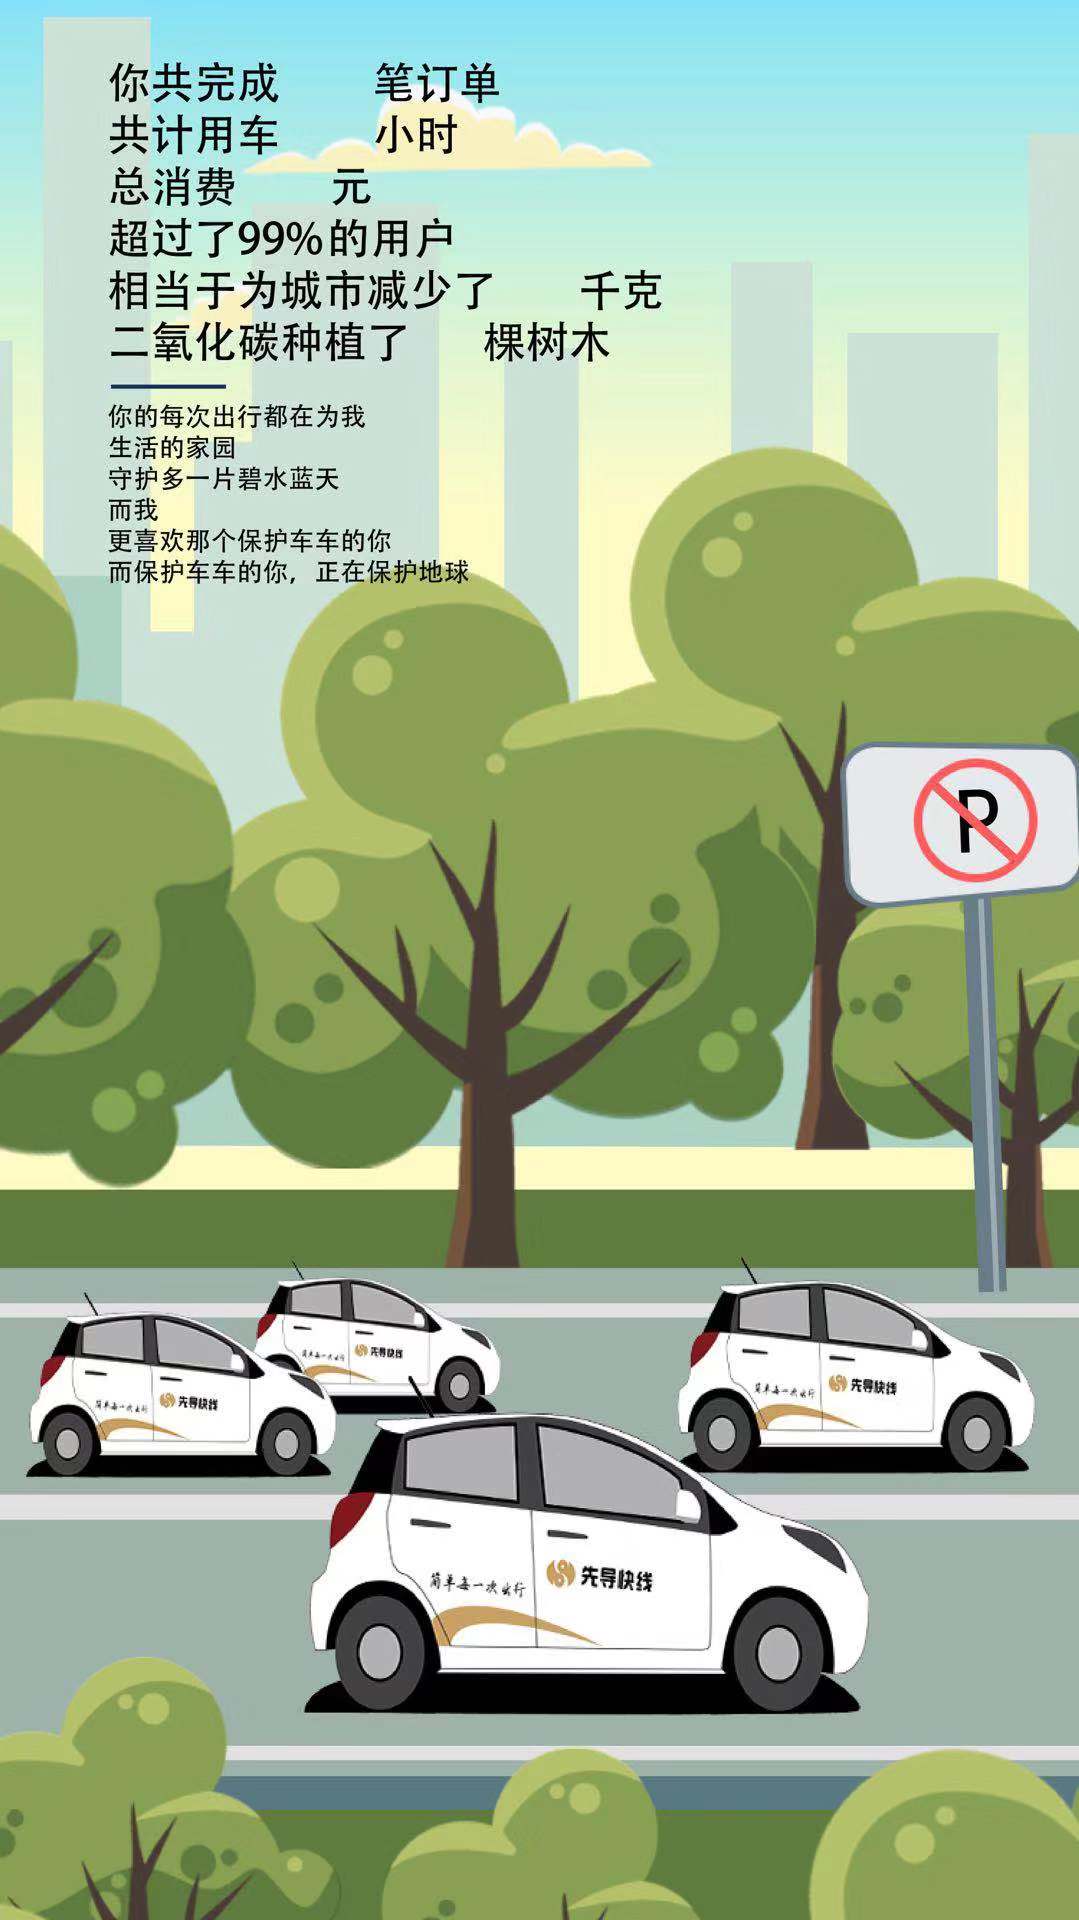 你共完成 笔订单
共计用车 小时
总消费 元
超过了99%的用户
相当于为城市减少了 千克
二氧化碳种植了 棵树木
你的每次出行都在为我
生活的家园
守护多一片碧水蓝天
而我
更喜欢那个保护车车的你
而保护车车的你，正在保护地球
P
简单每一次出行
先导快线
简单每一次出行
先导快线
简单每一次出行
先导快线
简单每一次出行
先导快线